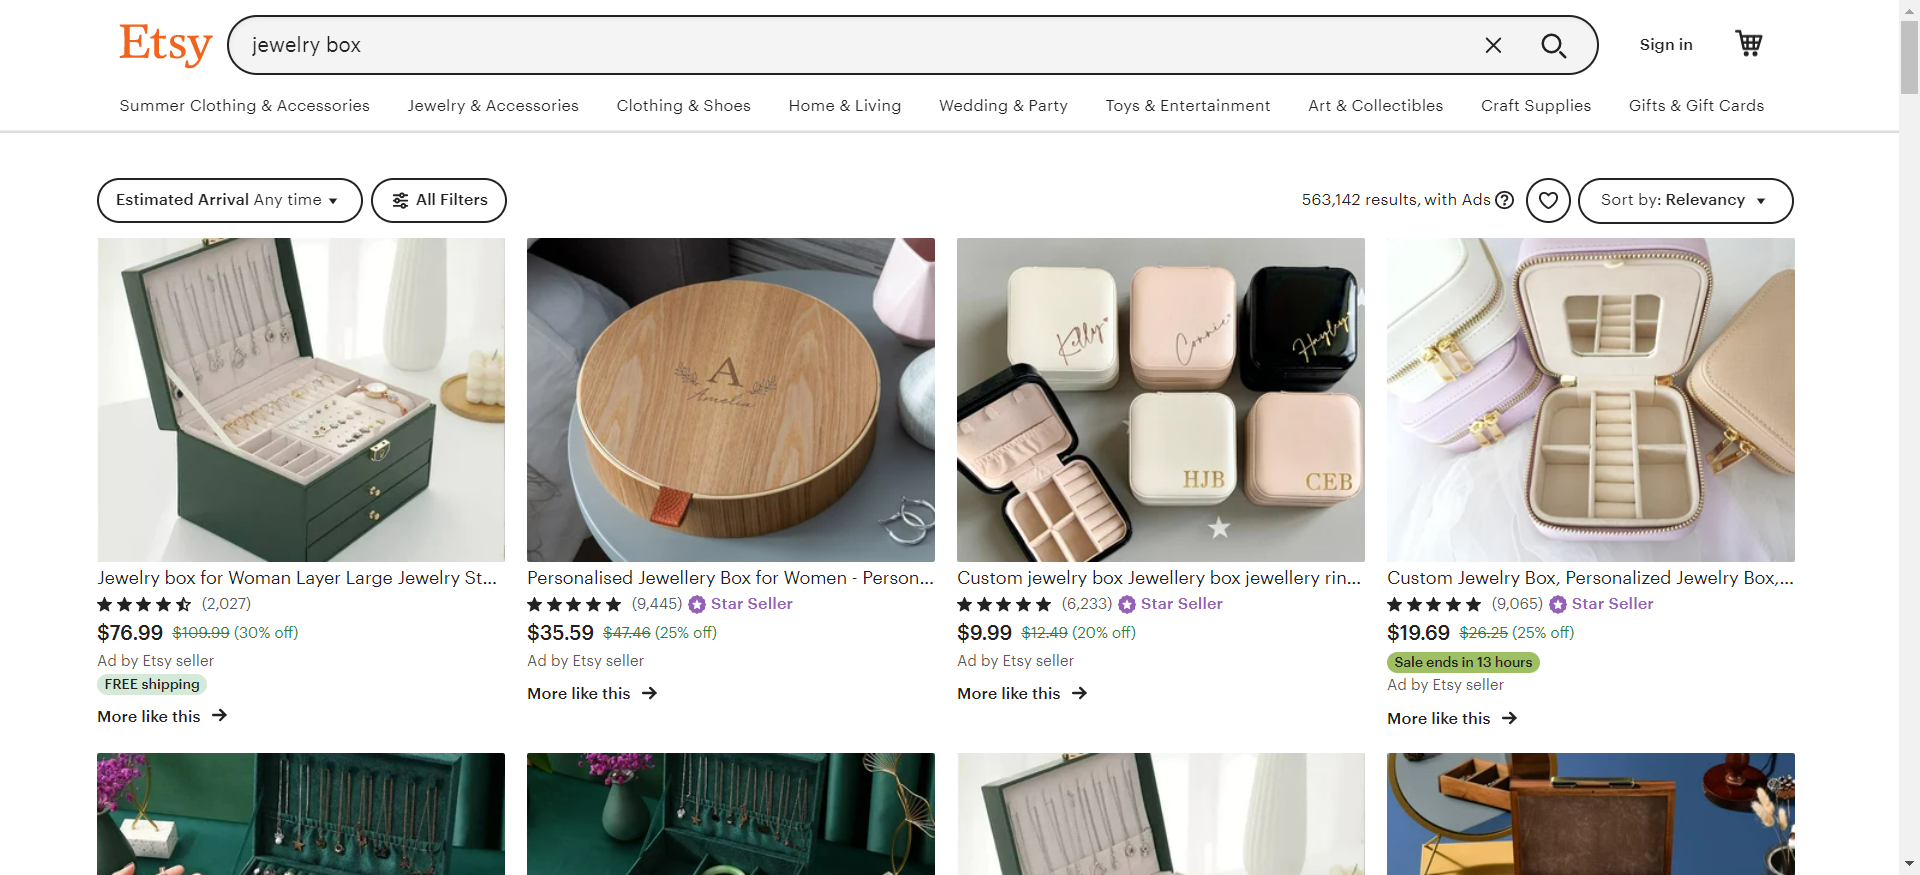 Etsy
jewelry box
Sign in
Summer Clothing & Accessories
Jewelry & Accessories
Clothing & Shoes
Home & Living
Wedding & Party
Toys & Entertainment
Art & Collectibles
Craft Supplies
Gifts & Gift Cards
Estimated Arrival Any time
All Filters
563,142 results, with Ads ?
Sort by: Relevancy
A
Amelia
Kelly
Connie
Hayley
HJB
CEB
Jewelry box for Woman Layer Large Jewelry St...
(2,027)
$76.99 $109.99 (30% off)
Ad by Etsy seller
FREE shipping
More like this
Personalised Jewellery Box for Women - Person...
(9,445) Star Seller
$35.59 $47.46 (25% off)
Ad by Etsy seller
More like this
Custom jewelry box Jewellery box jewellery rin...
(6,233) Star Seller
$9.99 $12.49 (20% off)
Ad by Etsy seller
More like this
Custom Jewelry Box, Personalized Jewelry Box,...
(9,065) Star Seller
$19.69 $26.25 (25% off)
Sale ends in 13 hours
Ad by Etsy seller
More like this